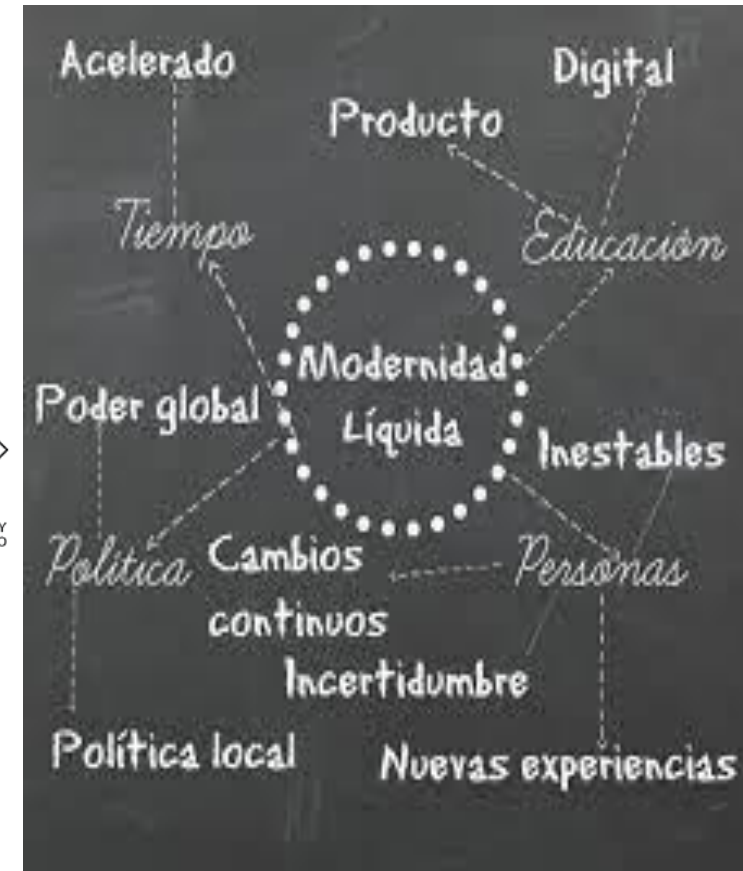 Acelerado
Digital
Producto
Tiempo
Educación
Modernidad
Líquida
Poder global
Inestables
Y
O
Política
Cambios
continuos
Personas
Incertidumbre
Política local
Nuevas experiencias